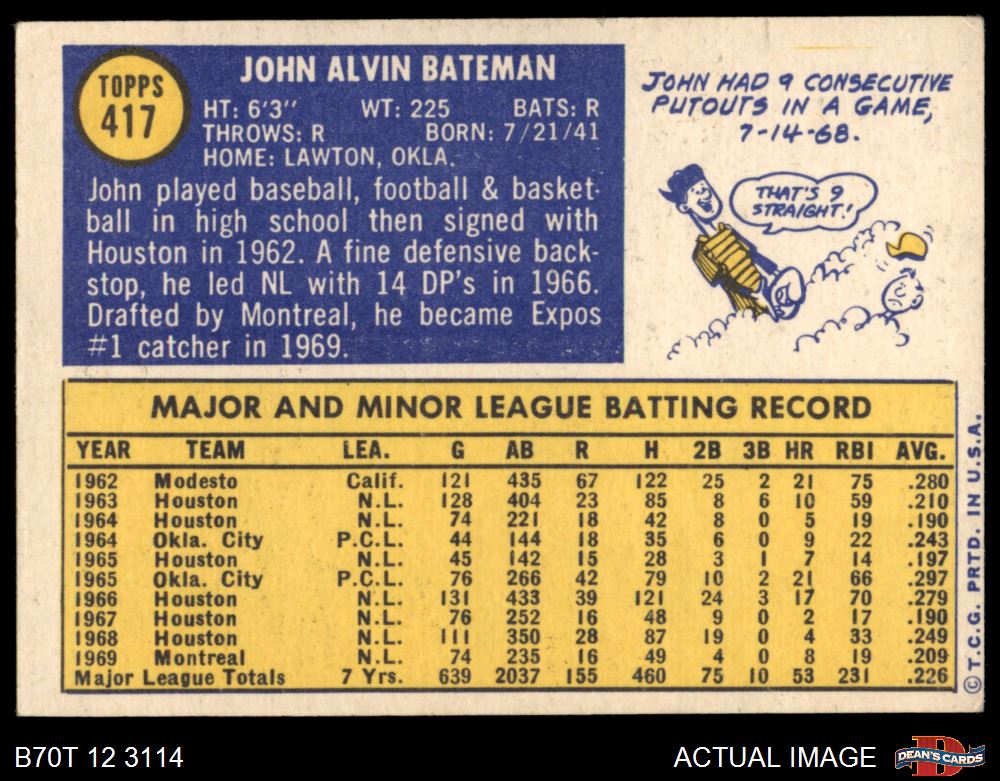 TOPPS
417
JOHN ALVIN BATEMAN
HT: 6'3" WT: 225 BATS: R
THROWS: R BORN: 7/21/41
HOME: LAWTON, OKLA.
John played baseball, football & basket-
ball in high school then signed with
Houston in 1962. A fine defensive back-
stop, he led NL with 14 DP's in 1966.
Drafted by Montreal, he became Expos
#1 catcher in 1969.
JOHN HAD 9 CONSECUTIVE
PUTOUTS IN A GAME,
7-14-68.
THAT'S 9
STRAIGHT!
MAJOR AND MINOR LEAGUE BATTING RECORD
YEAR TEAM LEA. G AB R H 2B 3B HR RBI AVG.
1962 Modesto Calif. 121 435 67 122 25 2 21 75 .280
1963 Houston N.L. 128 404 23 85 8 6 10 59 .210
1964 Houston N.L. 74 221 18 42 8 0 5 19 .190
1964 Okla. City P.C.L. 44 144 18 35 6 0 9 22 .243
1965 Houston N.L. 45 142 15 28 3 1 7 14 .197
1965 Okla. City P.C.L. 76 266 42 79 10 2 21 66 .297
1966 Houston N.L. 131 433 39 121 24 3 17 70 .279
1967 Houston N.L. 76 252 16 48 9 0 2 17 .190
1968 Houston N.L. 111 350 28 87 19 0 4 33 .249
1969 Montreal N.L. 74 235 16 49 4 0 8 19 .209
Major League Totals 7 Yrs. 639 2037 155 460 75 10 53 231 .226
© T.C.G. PRTD. IN U.S.A.
B70T 12 3114
ACTUAL IMAGE
D
DEAN'S CARDS